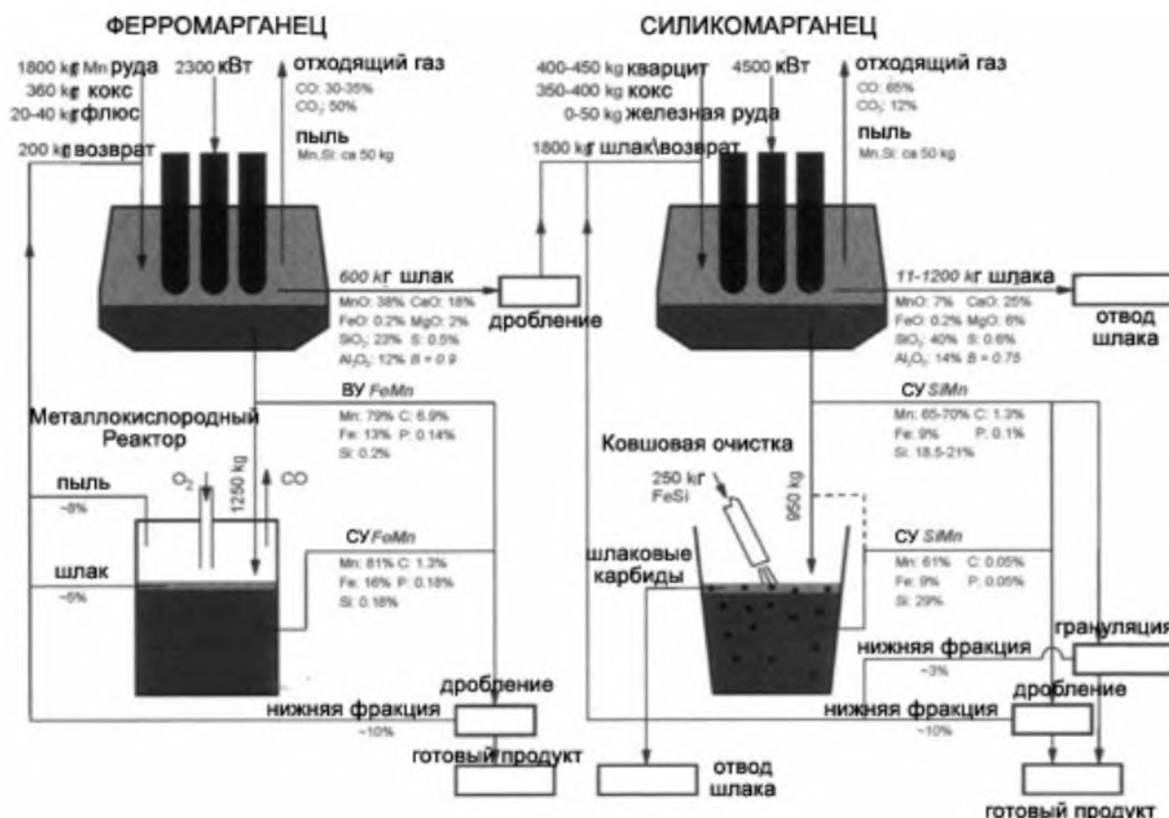 ФЕРРОМАРГАНЕЦ
1800 kг Mn руда
360 kг кокс
20-40 kг флюс
200 kг возврат
2300 кВт
отходящий газ
CO: 30-35%
CO₂: 50%
пыль
Mn,Si: ca 50 kg
600 kг шлак
MnO: 38% CaO: 18%
FeO: 0.2% MgO: 2%
SiO₂: 23% S: 0.5%
Al₂O₃: 12% B = 0.9
дробление
ВУ FeMn
Mn: 79% C: 6.9%
Fe: 13% P: 0.14%
Si: 0.2%
Металлокислородный
Реактор
O₂
1250 kg
CO
пыль
~8%
шлак
~5%
СУ FeMn
Mn: 81% C: 1.3%
Fe: 16% P: 0.18%
Si: 0.18%
дробление
нижняя фракция
~10%
готовый продукт
СИЛИКОМАРГАНЕЦ
400-450 kg кварцит
350-400 kg кокс
0-50 kg железная руда
1800 kг шлак\возврат
4500 кВт
отходящий газ
CO: 65%
CO₂: 12%
пыль
Mn,Si: ca 50 kg
11-1200 kг шлака
MnO: 7% CaO: 25%
FeO: 0.2% MgO: 6%
SiO₂: 40% S: 0.6%
Al₂O₃: 14% B = 0.75
отвод
шлака
СУ SiMn
Mn: 65-70% C: 1.3%
Fe: 9% P: 0.1%
Si: 18.5-21%
Ковшовая очистка
250 кг
FeSi
950 kg
шлаковые
карбиды
СУ SiMn
Mn: 61% C: 0.05%
Fe: 9% P: 0.05%
Si: 29%
грануляция
нижняя фракция
~3%
дробление
нижняя фракция
~10%
отвод
шлака
готовый продукт